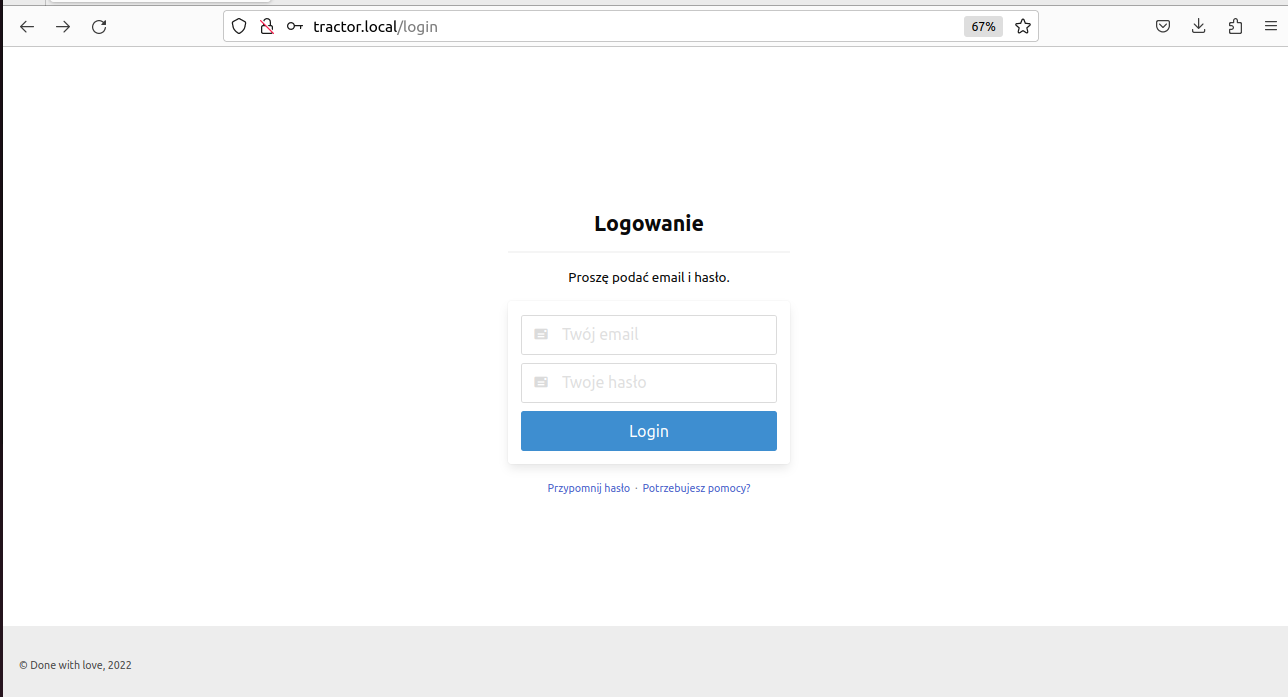 tractor.local/login
67%
Logowanie
Proszę podać email i hasło.
Twój email
Twoje hasło
Login
Przypomnij hasło · Potrzebujesz pomocy?
© Done with love, 2022